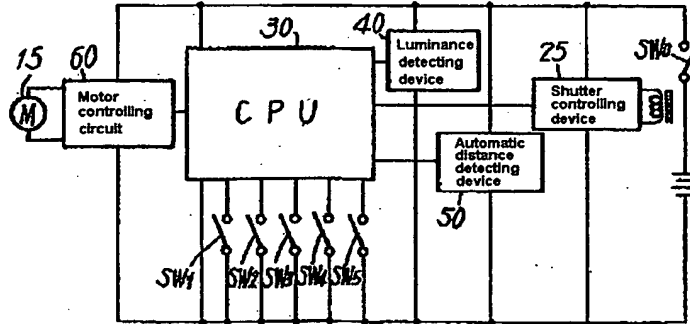 15
60
30
40
25
SW0
M
Motor
controlling
circuit
C P U
Luminance
detecting
device
Shutter
controlling
device
Automatic
distance
detecting
device
50
SW1
SW2
SW3
SW4
SW5